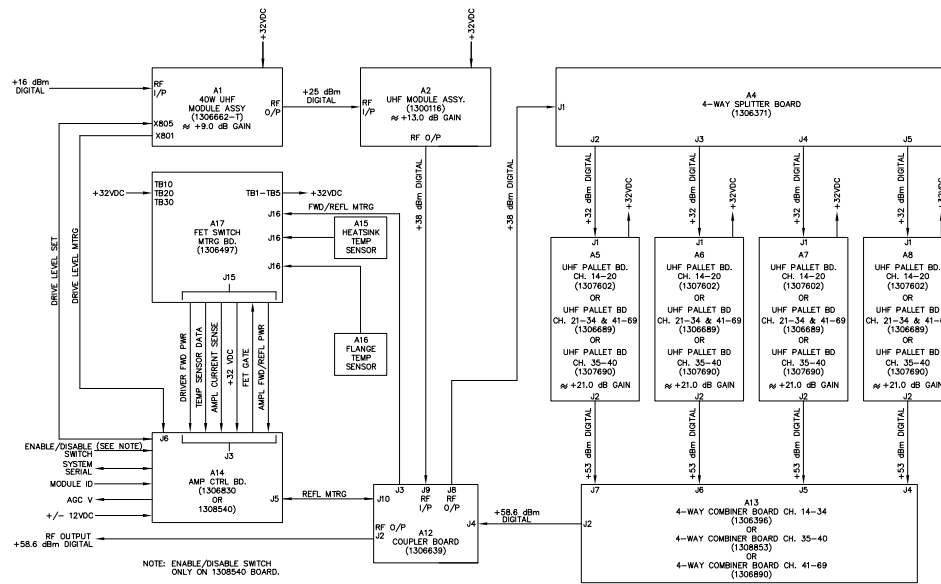 +32VDC
+16 dBm
DIGITAL
RF
I/P
A1
40W UHF
MODULE
ASSY
(1306662-T)
≈ +9.0 dB GAIN
RF
O/P
X805
X801
+25 dBm
DIGITAL
+32VDC
RF
I/P
A2
UHF MODULE ASSY.
(1300116)
≈ +13.0 dB GAIN
RF O/P
+38 dBm DIGITAL
+38 dBm DIGITAL
J1
A4
4-WAY SPLITTER BOARD
(1306371)
J2
J3
J4
J5
DRIVE LEVEL SET
DRIVE LEVEL MTRG
+32VDC
TB10
TB20
TB30
TB1-TB5
+32VDC
A17
FET SWITCH
MTRG BD.
(1306497)
J16
J16
J16
J15
FWD/REFL MTRG
A15
HEATSINK
TEMP
SENSOR
A16
FLANGE
TEMP
SENSOR
DRIVER FWD PWR
TEMP SENSOR DATA
AMPL CURRENT SENSE
+32 VDC
FET GATE
AMPL FWD/REFL PWR
+32 dBm DIGITAL
+32VDC
+32 dBm DIGITAL
+32VDC
+32 dBm DIGITAL
+32VDC
+32 dBm DIGITAL
+32VDC
J1
A5
UHF PALLET BD.
CH. 14-20
(1307602)
OR
UHF PALLET BD
CH. 21-34 & 41-69
(1306689)
OR
UHF PALLET BD
CH. 35-40
(1307690)
≈ +21.0 dB GAIN
J2
J1
A6
UHF PALLET BD.
CH. 14-20
(1307602)
OR
UHF PALLET BD
CH. 21-34 & 41-69
(1306689)
OR
UHF PALLET BD
CH. 35-40
(1307690)
≈ +21.0 dB GAIN
J2
J1
A7
UHF PALLET BD.
CH. 14-20
(1307602)
OR
UHF PALLET BD
CH. 21-34 & 41-69
(1306689)
OR
UHF PALLET BD
CH. 35-40
(1307690)
≈ +21.0 dB GAIN
J2
J1
A8
UHF PALLET BD.
CH. 14-20
(1307602)
OR
UHF PALLET BD
CH. 21-34 & 41-69
(1306689)
OR
UHF PALLET BD
CH. 35-40
(1307690)
≈ +21.0 dB GAIN
J2
+53 dBm DIGITAL
+53 dBm DIGITAL
+53 dBm DIGITAL
+53 dBm DIGITAL
J6
J3
ENABLE/DISABLE (SEE NOTE)
SWITCH
SYSTEM
SERIAL
MODULE ID
AGC V
+/- 12VDC
A14
AMP CTRL BD.
(1306830
OR
1308540)
J5
REFL MTRG
RF OUTPUT
+58.6 dBm DIGITAL
NOTE: ENABLE/DISABLE SWITCH
ONLY ON 1308540 BOARD.
J3
J9
J8
J10
RF
I/P
RF
O/P
J4
RF O/P
J2
A12
COUPLER BOARD
(1306639)
+58.6 dBm
DIGITAL
J7
J6
J5
J4
J2
A13
4-WAY COMBINER BOARD CH. 14-34
(1306396)
OR
4-WAY COMBINER BOARD CH. 35-40
(1308853)
OR
4-WAY COMBINER BOARD CH. 41-69
(1306890)